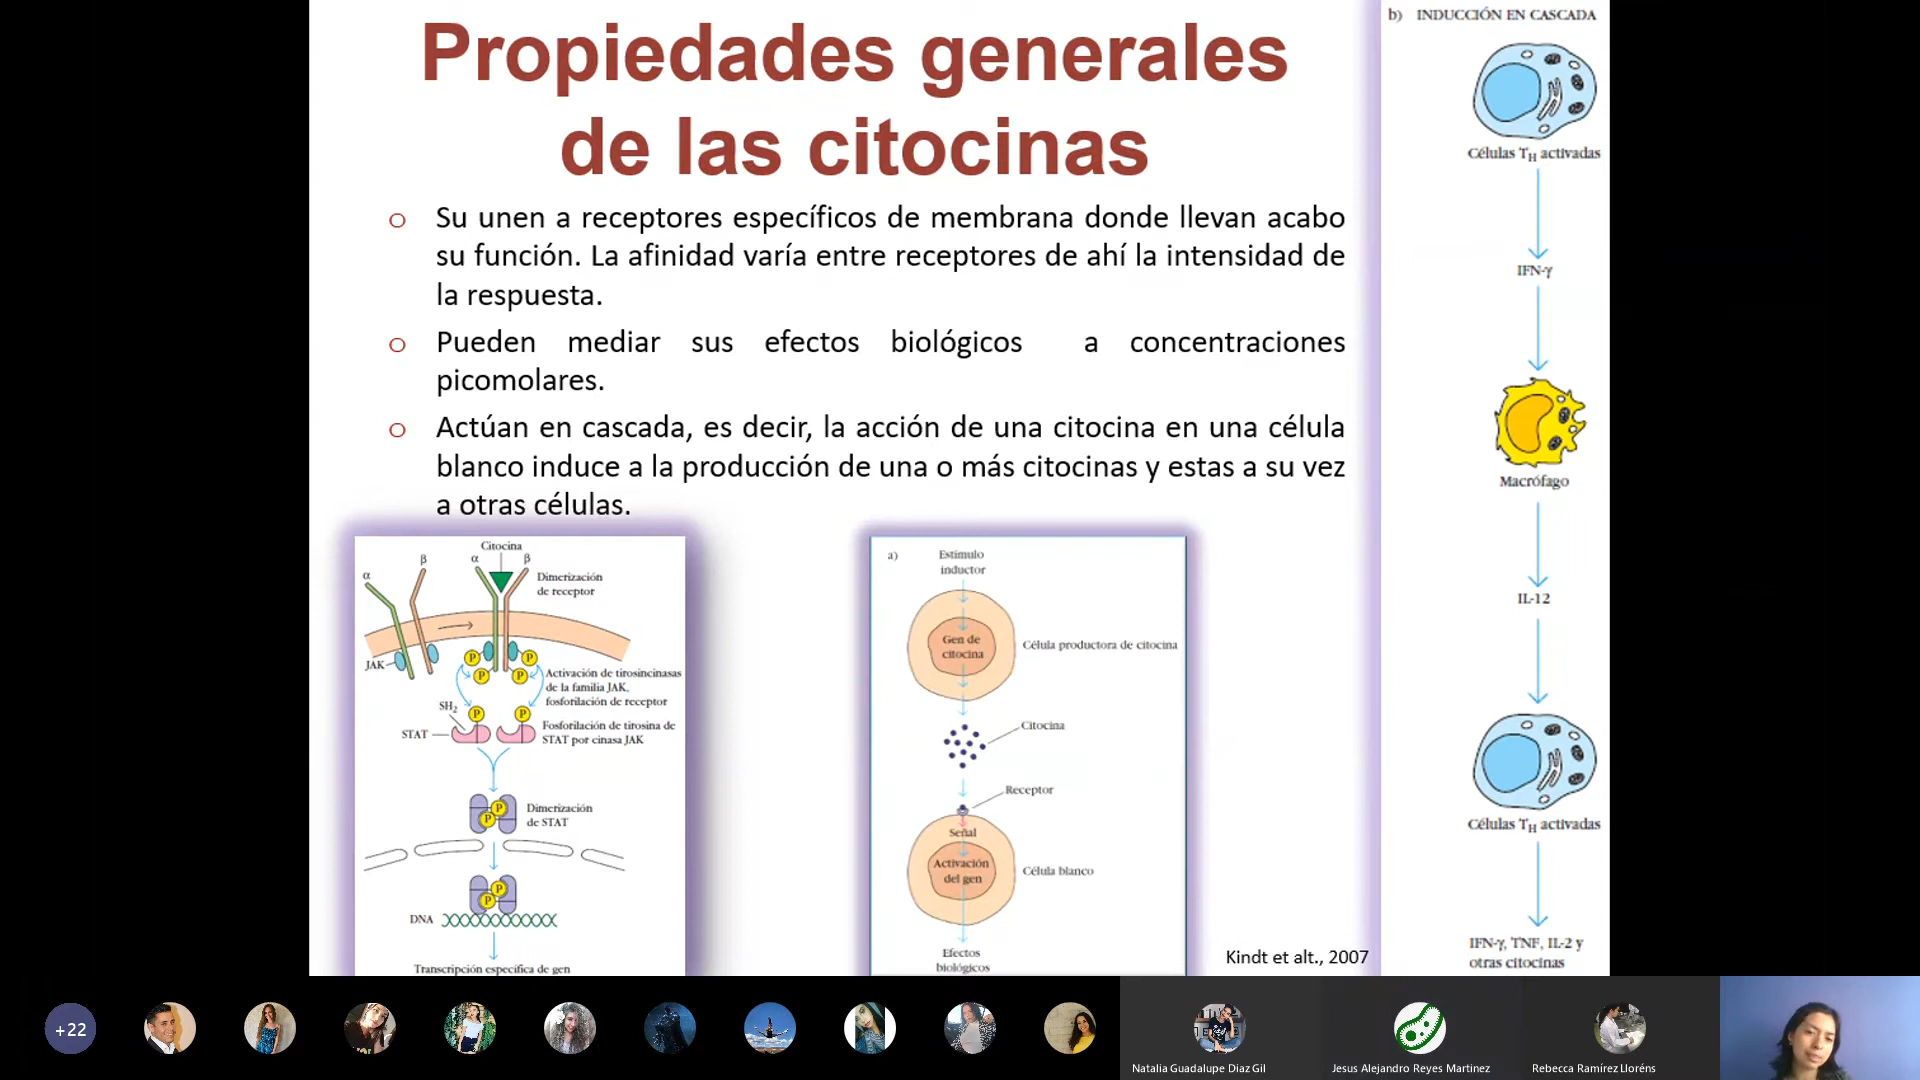 Propiedades generales
de las citocinas
Su unen a receptores específicos de membrana donde llevan acabo
su función. La afinidad varía entre receptores de ahí la intensidad de
la respuesta.
Pueden mediar sus efectos biológicos a concentraciones
picomolares.
Actúan en cascada, es decir, la acción de una citocina en una célula
blanco induce a la producción de una o más citocinas y estas a su vez
a otras células.
Citocina
α
β
α
β
Dimerización
de receptor
JAK
P
P
P
P
Activación de tirosincinasas
de la familia JAK,
fosforilación de receptor
SH2
P
P
STAT
Fosforilación de tirosina de
STAT por cinasa JAK
P
P
Dimerización
de STAT
P
P
DNA
Transcripción específica de gen
a)
Estímulo
inductor
Gen de
citocina
Célula productora de citocina
Citocina
Receptor
Señal
Activación
del gen
Célula blanco
Efectos
biológicos
Kindt et alt., 2007
b) INDUCCIÓN EN CASCADA
Células TH activadas
IFN-γ
Macrófago
IL-12
Células TH activadas
IFN-γ, TNF, IL-2 y
otras citocinas
+22
Natalia Guadalupe Diaz Gil
Jesus Alejandro Reyes Martinez
Rebecca Ramírez Lloréns